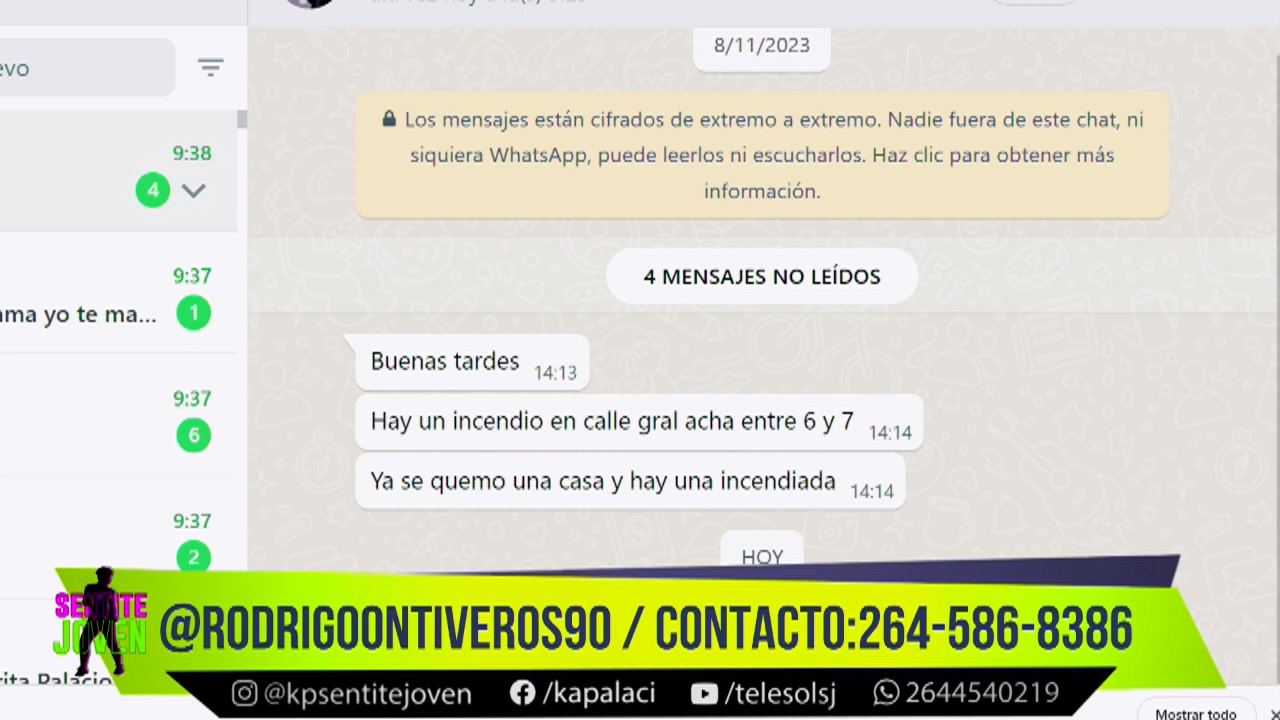 8/11/2023
evo
Los mensajes están cifrados de extremo a extremo. Nadie fuera de este chat, ni
siquiera WhatsApp, puede leerlos ni escucharlos. Haz clic para obtener más
información.
9:38
4
4 MENSAJES NO LEÍDOS
9:37
ama yo te ma...
1
Buenas tardes 14:13
9:37
6
Hay un incendio en calle gral acha entre 6 y 7 14:14
Ya se quemo una casa y hay una incendiada 14:14
9:37
2
HOY
SENTITE
JOVEN
@RODRIGOONTIVEROS90 / CONTACTO:264-586-8386
rita Palacio
@kpsentitejoven /kapalaci /telesolsj 2644540219
Mostrar todo